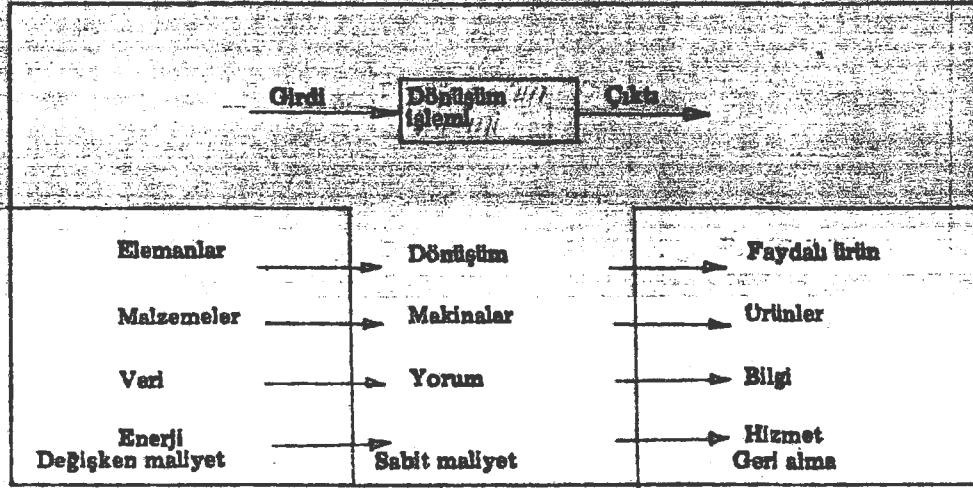 Girdi
Dönüşüm
işlemi
Çıktı
Elemanlar Dönüşüm Faydalı ürün
Malzemeler Makinalar Ürünler
Veri Yorum Bilgi
Enerji Hizmet
Değişken maliyet Sabit maliyet Geri alma